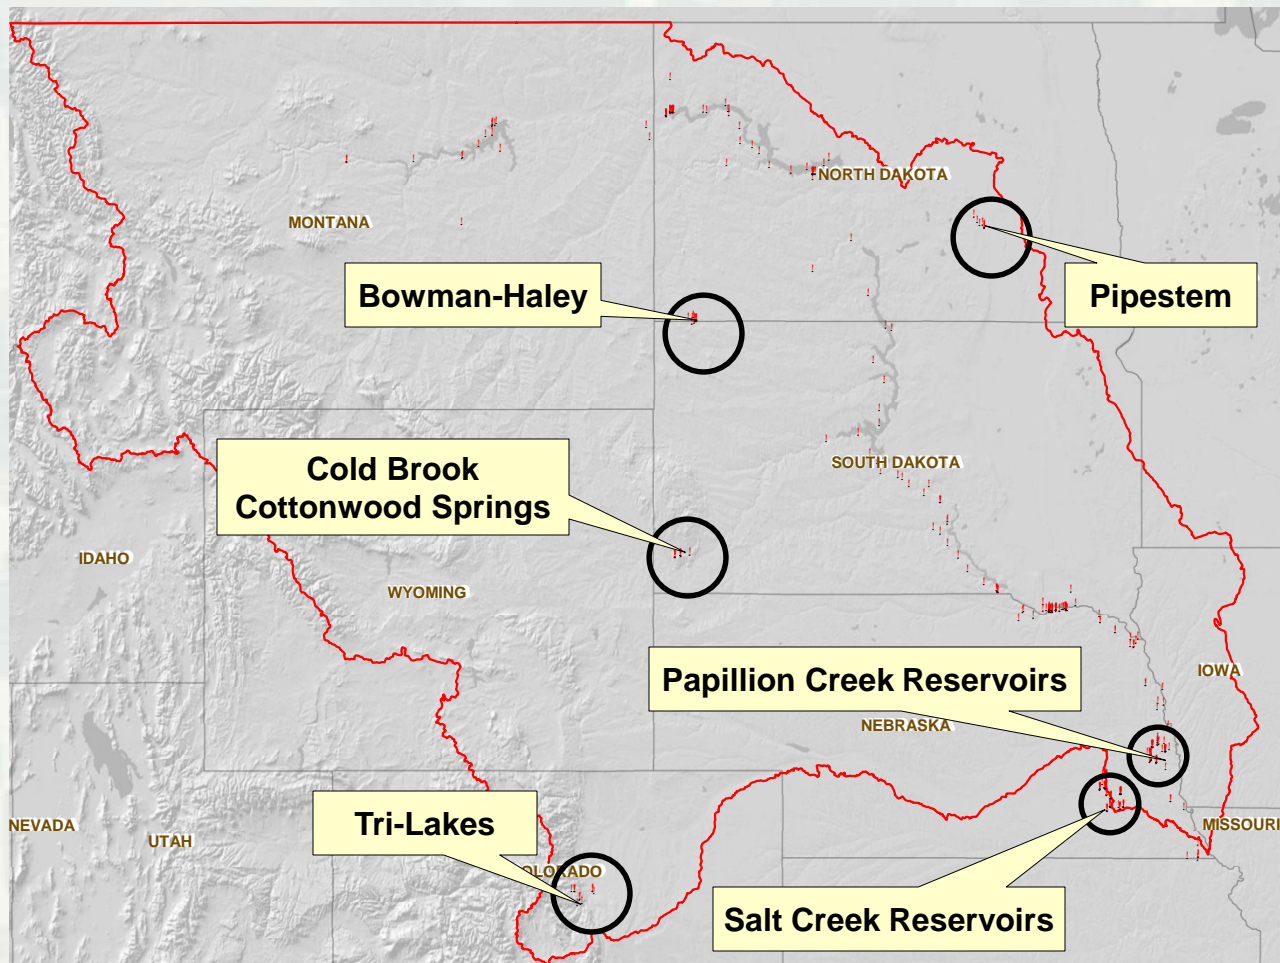 NORTH DAKOTA
MONTANA
Bowman-Haley
Pipestem
Cold Brook
Cottonwood Springs
SOUTH DAKOTA
IDAHO
WYOMING
Papillion Creek Reservoirs
IOWA
NEBRASKA
Tri-Lakes
NEVADA
UTAH
MISSOURI
OLORADO
Salt Creek Reservoirs